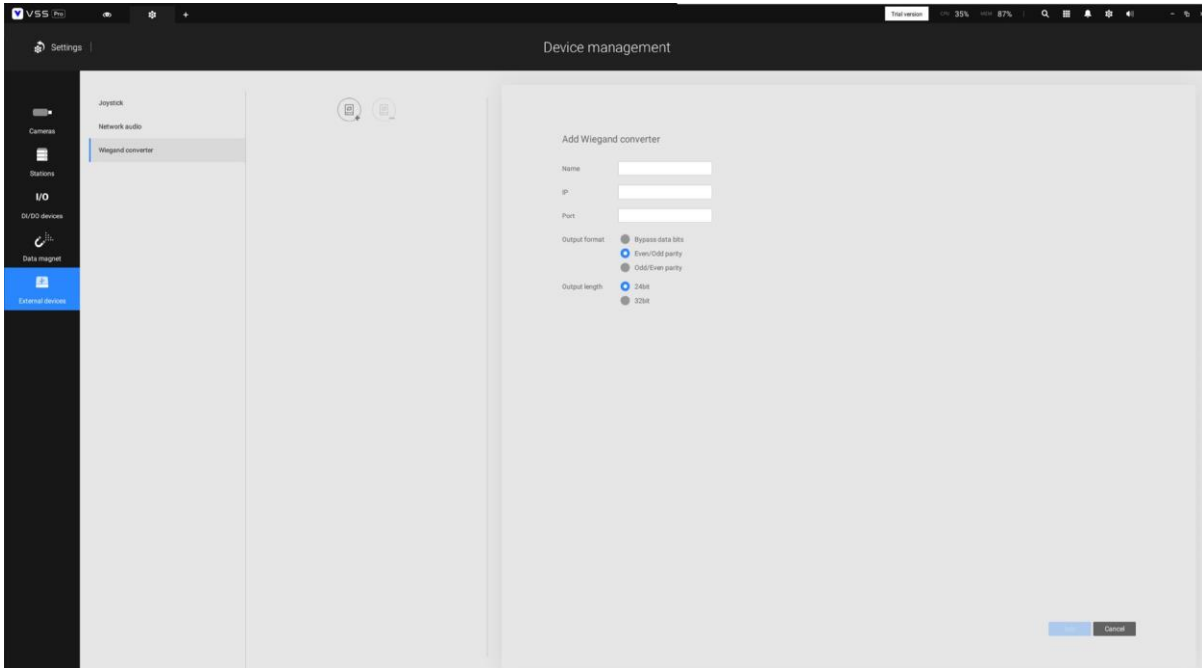 VSS Pro
Trial version CPU 35% MEM 87%
Settings
Device management
Cameras
Stations
I/O
DI/DO devices
Data magnet
External devices
Joystick
Network audio
Wiegand converter
Add Wiegand converter
Name
IP
Port
Output format Bypass data bits
Even/Odd parity
Odd/Even parity
Output length 24bit
32bit
Cancel